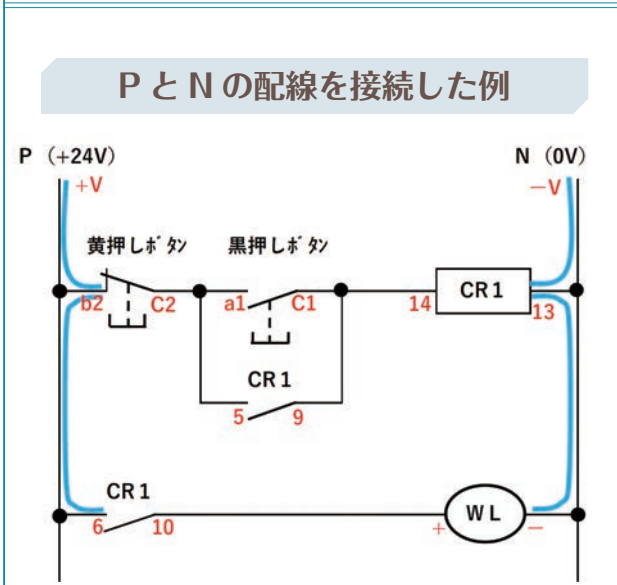 PとNの配線を接続した例
P (+24V)
N (0V)
+V
−V
黄押しボタン
黒押しボタン
b2
C2
a1
C1
14
CR1
13
CR1
5
9
CR1
6
10
+
WL
−